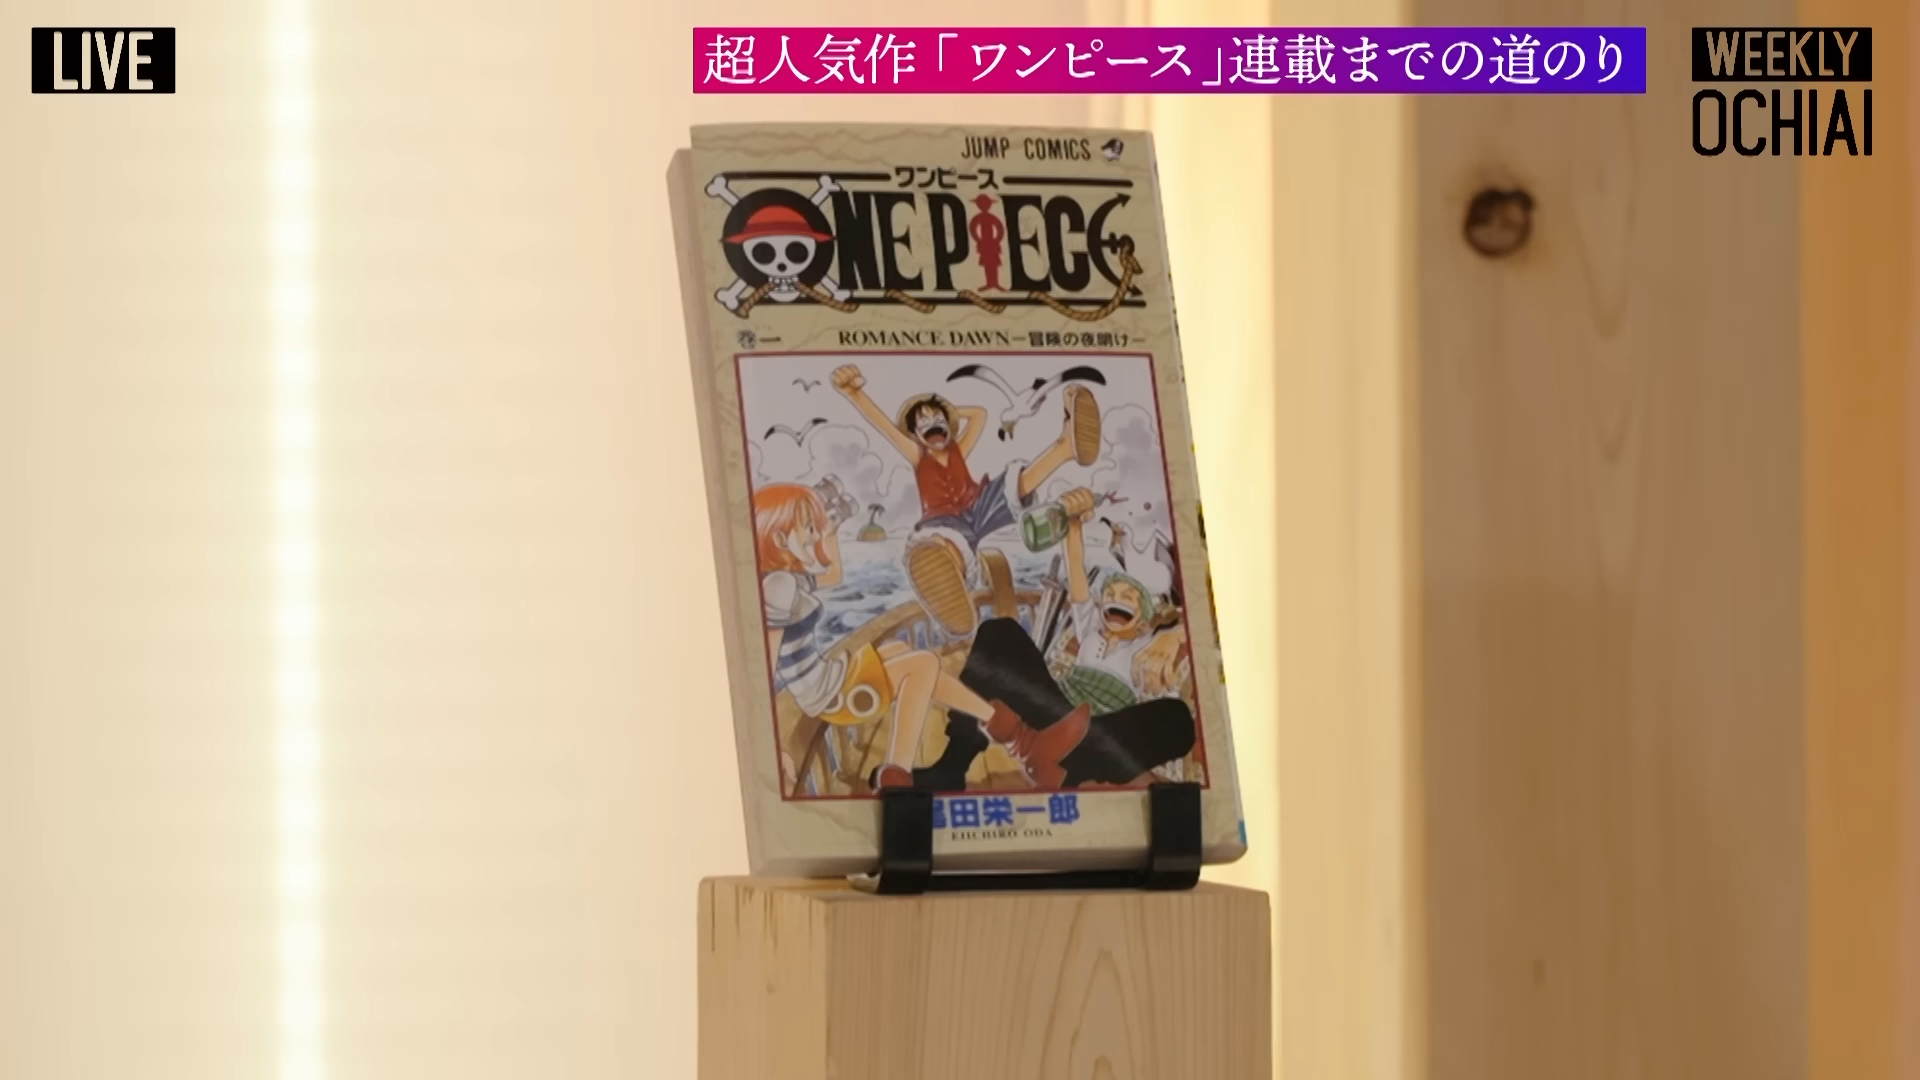 LIVE
超人気作「ワンピース」連載までの道のり
WEEKLY
OCHIAI
JUMP COMICS
ワンピース
ONE PIECE
巻一 ROMANCE DAWN―冒険の夜明け―
尾田栄一郎
EIICHIRO ODA